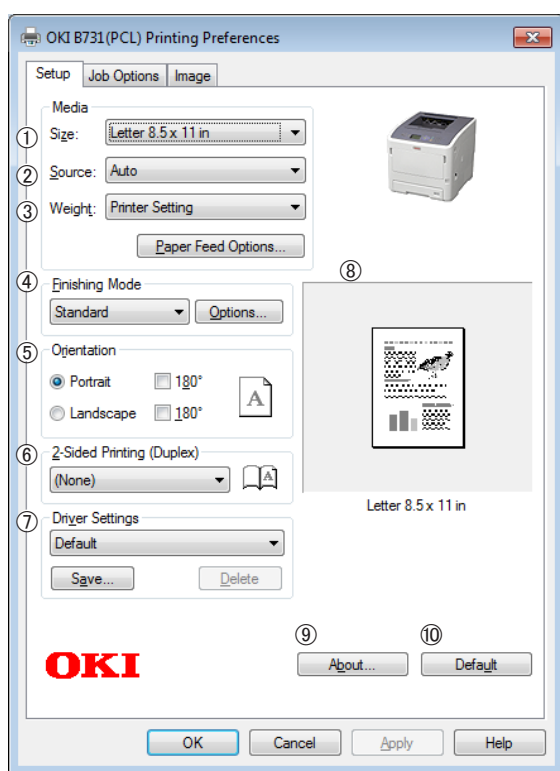 OKI B731(PCL) Printing Preferences
Setup Job Options Image
Media
① Size: Letter 8.5 x 11 in
② Source: Auto
③ Weight: Printer Setting
Paper Feed Options...
⑧
④ Finishing Mode
Standard Options...
⑤ Orientation
Portrait 180°
A
Landscape 180°
⑥ 2-Sided Printing (Duplex)
(None) A
Letter 8.5 x 11 in
⑦ Driver Settings
Default
Save... Delete
⑨ ⑩
OKI About... Default
OK Cancel Apply Help